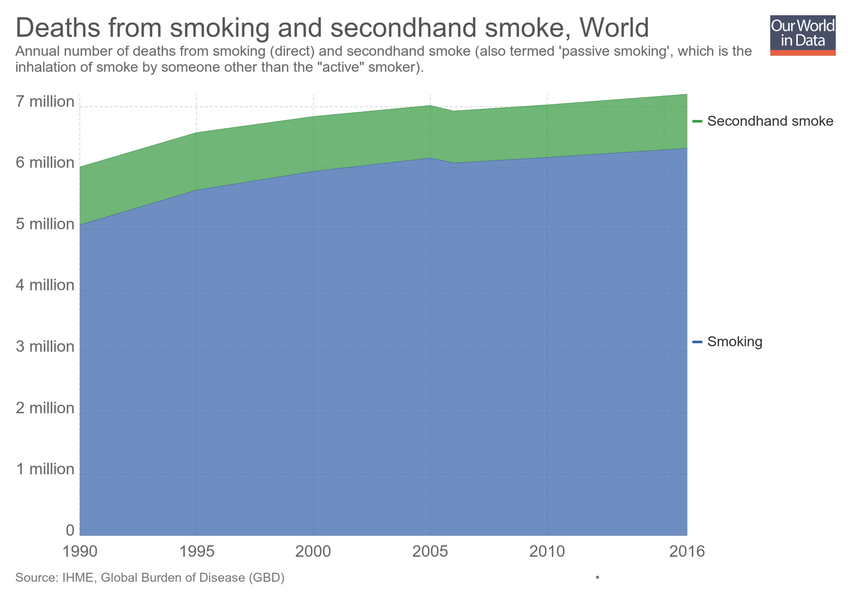 Deaths from smoking and secondhand smoke, World
Our World
in Data
Annual number of deaths from smoking (direct) and secondhand smoke (also termed 'passive smoking', which is the
inhalation of smoke by someone other than the "active" smoker).
7 million
6 million
5 million
4 million
3 million
2 million
1 million
0
Secondhand smoke
Smoking
1990
1995
2000
2005
2010
2016
Source: IHME, Global Burden of Disease (GBD)